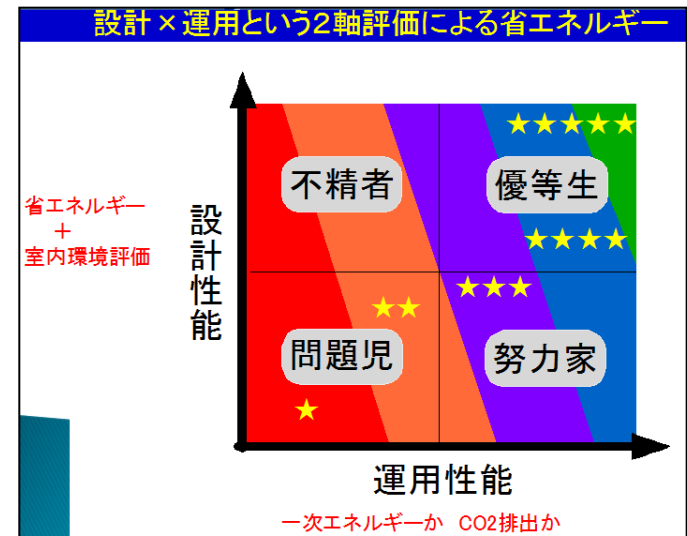 設計×運用という2軸評価による省エネルギー
★★★★★
不精者
優等生
省エネルギー
+
室内環境評価
設計性能
★★★★
★★★
★★
問題児
努力家
★
運用性能
一次エネルギーか CO2排出か